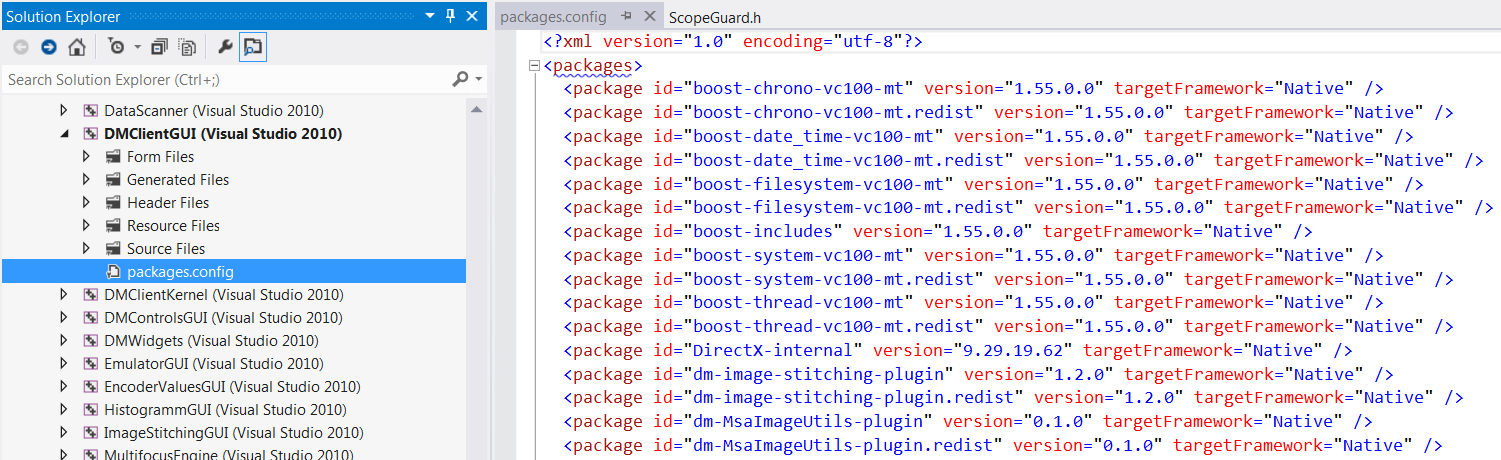 Solution Explorer
Search Solution Explorer (Ctrl+;)
DataScanner (Visual Studio 2010)
DMClientGUI (Visual Studio 2010)
Form Files
Generated Files
Header Files
Resource Files
Source Files
packages.config
DMClientKernel (Visual Studio 2010)
DMControlsGUI (Visual Studio 2010)
DMWidgets (Visual Studio 2010)
EmulatorGUI (Visual Studio 2010)
EncoderValuesGUI (Visual Studio 2010)
HistogrammGUI (Visual Studio 2010)
ImageStitchingGUI (Visual Studio 2010)
MultifocusEngine (Visual Studio 2010)
packages.config ScopeGuard.h
<?xml version="1.0" encoding="utf-8"?>
<packages>
<package id="boost-chrono-vc100-mt" version="1.55.0.0" targetFramework="Native" />
<package id="boost-chrono-vc100-mt.redist" version="1.55.0.0" targetFramework="Native" />
<package id="boost-date_time-vc100-mt" version="1.55.0.0" targetFramework="Native" />
<package id="boost-date_time-vc100-mt.redist" version="1.55.0.0" targetFramework="Native" />
<package id="boost-filesystem-vc100-mt" version="1.55.0.0" targetFramework="Native" />
<package id="boost-filesystem-vc100-mt.redist" version="1.55.0.0" targetFramework="Native" />
<package id="boost-includes" version="1.55.0.0" targetFramework="Native" />
<package id="boost-system-vc100-mt" version="1.55.0.0" targetFramework="Native" />
<package id="boost-system-vc100-mt.redist" version="1.55.0.0" targetFramework="Native" />
<package id="boost-thread-vc100-mt" version="1.55.0.0" targetFramework="Native" />
<package id="boost-thread-vc100-mt.redist" version="1.55.0.0" targetFramework="Native" />
<package id="DirectX-internal" version="9.29.19.62" targetFramework="Native" />
<package id="dm-image-stitching-plugin" version="1.2.0" targetFramework="Native" />
<package id="dm-image-stitching-plugin.redist" version="1.2.0" targetFramework="Native" />
<package id="dm-MsaImageUtils-plugin" version="0.1.0" targetFramework="Native" />
<package id="dm-MsaImageUtils-plugin.redist" version="0.1.0" targetFramework="Native" />